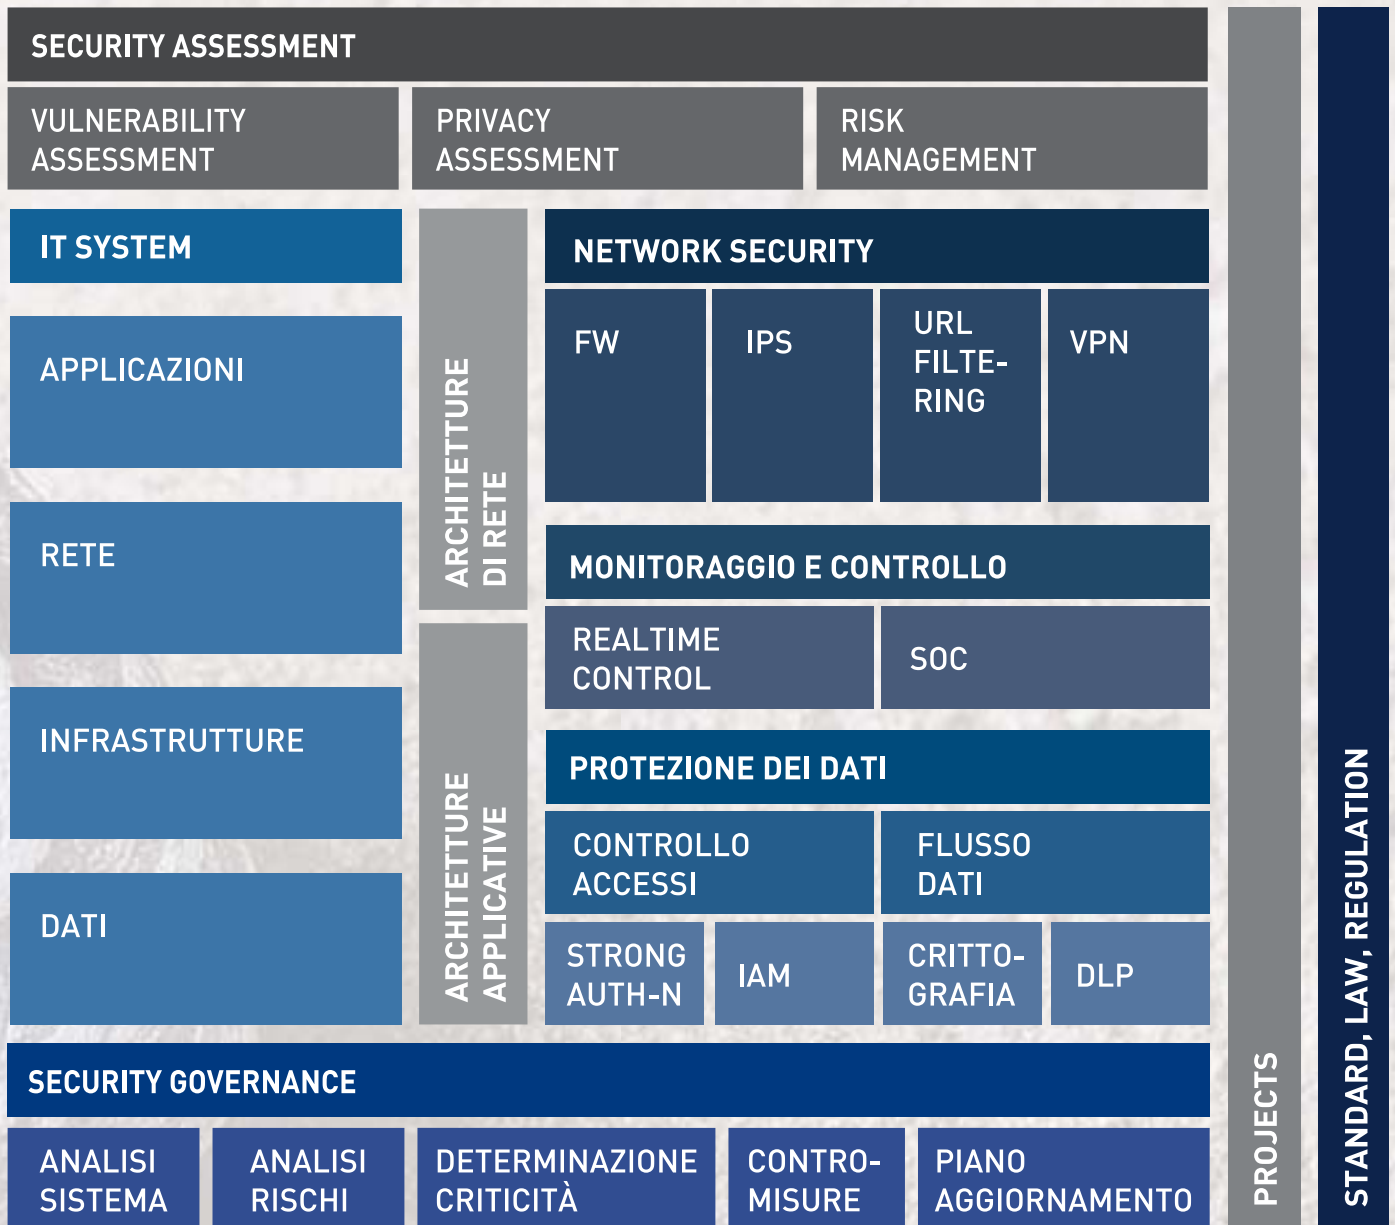 SECURITY ASSESSMENT
VULNERABILITY
ASSESSMENT
PRIVACY
ASSESSMENT
RISK
MANAGEMENT
IT SYSTEM
APPLICAZIONI
RETE
INFRASTRUTTURE
DATI
ARCHITETTURE
DI RETE
ARCHITETTURE
APPLICATIVE
NETWORK SECURITY
FW
IPS
URL
FILTE-
RING
VPN
MONITORAGGIO E CONTROLLO
REALTIME
CONTROL
SOC
PROTEZIONE DEI DATI
CONTROLLO
ACCESSI
FLUSSO
DATI
STRONG
AUTH-N
IAM
CRITTO-
GRAFIA
DLP
SECURITY GOVERNANCE
ANALISI
SISTEMA
ANALISI
RISCHI
DETERMINAZIONE
CRITICITÀ
CONTRO-
MISURE
PIANO
AGGIORNAMENTO
PROJECTS
STANDARD, LAW, REGULATION